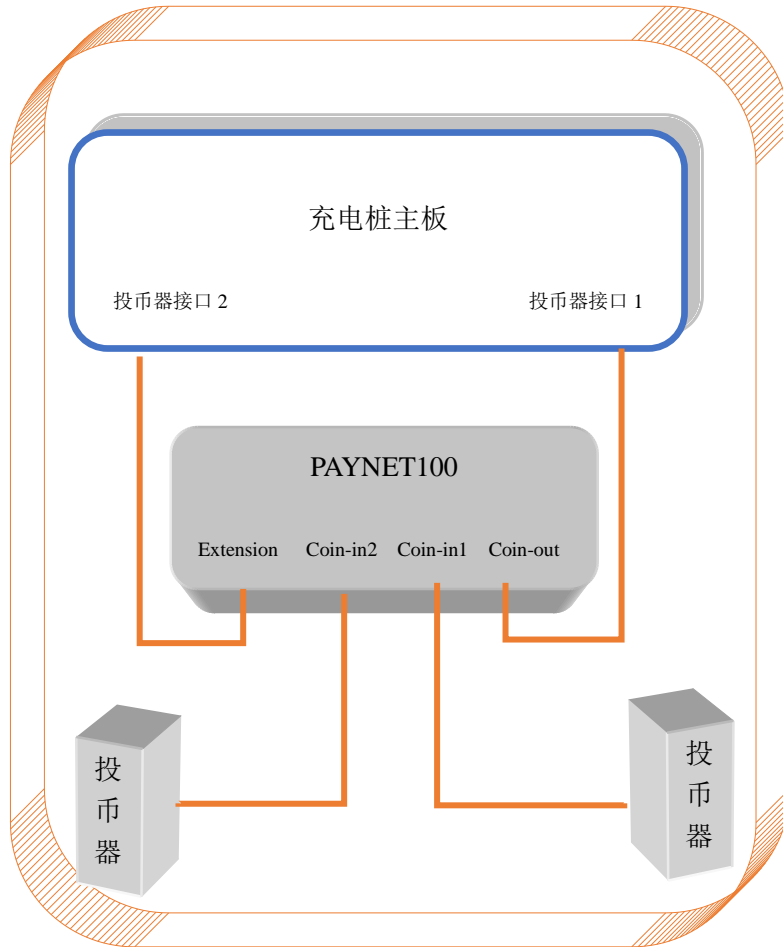 充电桩主板
投币器接口 2
投币器接口 1
PAYNET100
Extension
Coin-in2
Coin-in1
Coin-out
投
币
器
投
币
器